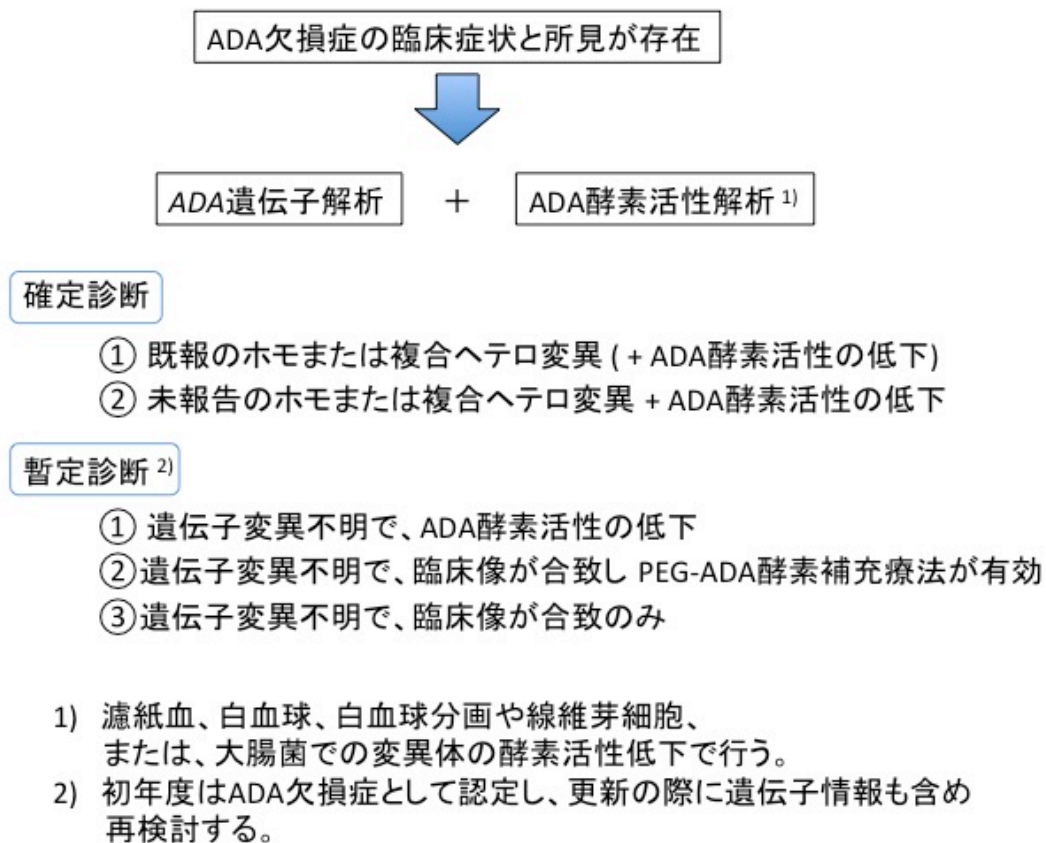 ADA欠損症の臨床症状と所見が存在
ADA遺伝子解析 + ADA酵素活性解析 1)
確定診断
① 既報のホモまたは複合ヘテロ変異 ( + ADA酵素活性の低下)
② 未報告のホモまたは複合ヘテロ変異 + ADA酵素活性の低下
暫定診断 2)
① 遺伝子変異不明で、ADA酵素活性の低下
②遺伝子変異不明で、臨床像が合致し PEG-ADA酵素補充療法が有効
③遺伝子変異不明で、臨床像が合致のみ
1) 濾紙血、白血球、白血球分画や線維芽細胞、
または、大腸菌での変異体の酵素活性低下で行う。
2) 初年度はADA欠損症として認定し、更新の際に遺伝子情報も含め
再検討する。